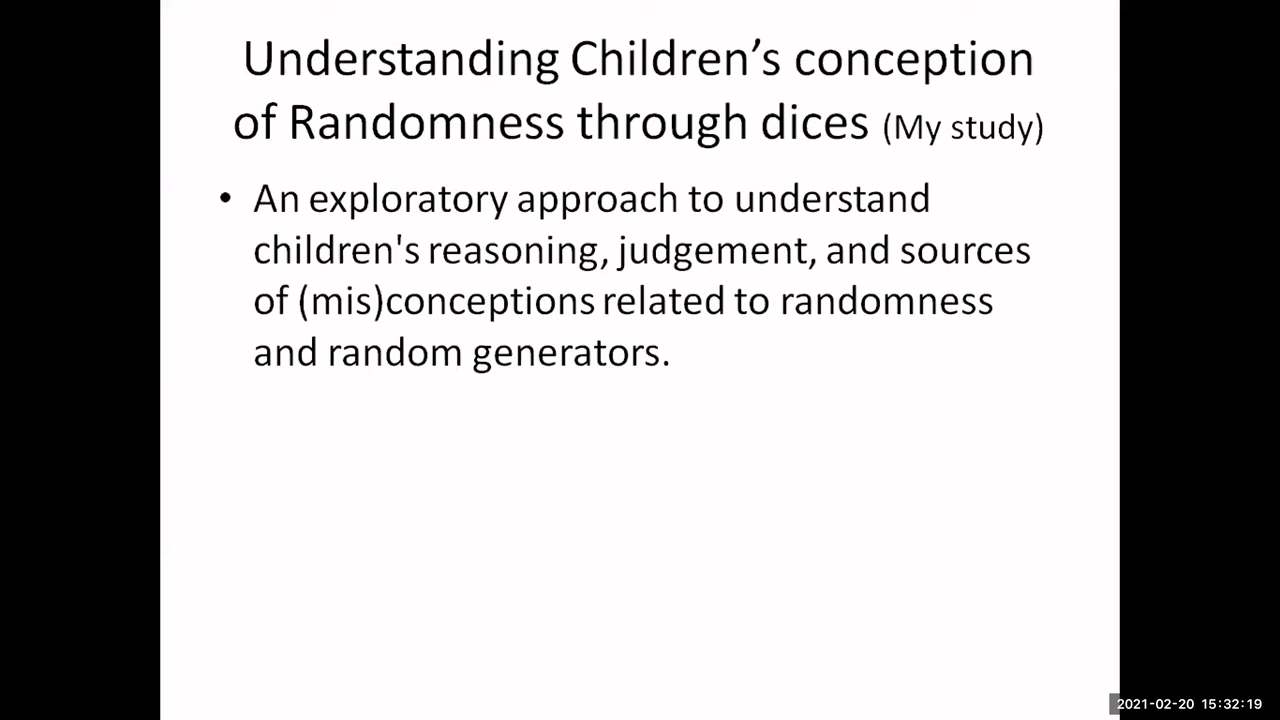 Understanding Children’s conception
of Randomness through dices (My study)
• An exploratory approach to understand
children's reasoning, judgement, and sources
of (mis)conceptions related to randomness
and random generators.
2021-02-20 15:32:19